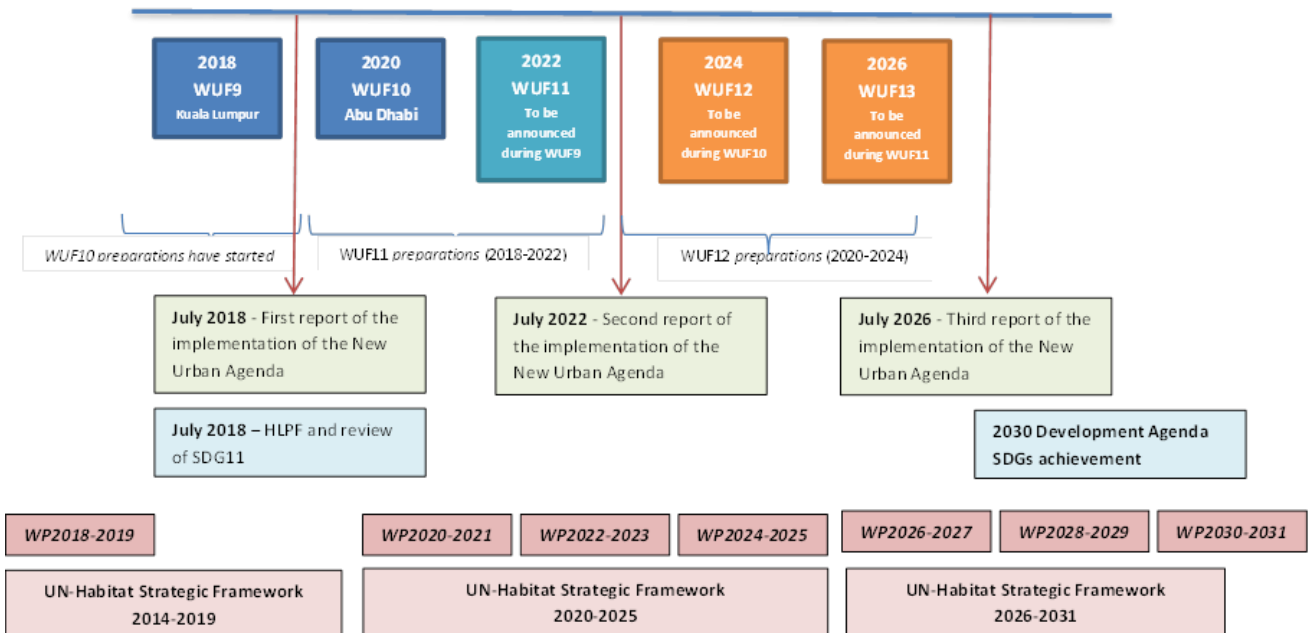 2018
WUF9
Kuala Lumpur
2020
WUF10
Abu Dhabi
2022
WUF11
To be
announced
during WUF9
2024
WUF12
To be
announced
during WUF10
2026
WUF13
To be
announced
during WUF11
WUF10 preparations have started
WUF11 preparations (2018-2022)
WUF12 preparations (2020-2024)
July 2018 - First report of the
implementation of the New
Urban Agenda
July 2022 - Second report of
the implementation of the
New Urban Agenda
July 2026 - Third report of the
implementation of the New
Urban Agenda
July 2018 – HLPF and review
of SDG11
2030 Development Agenda
SDGs achievement
WP2018-2019
WP2020-2021
WP2022-2023
WP2024-2025
WP2026-2027
WP2028-2029
WP2030-2031
UN-Habitat Strategic Framework
2014-2019
UN-Habitat Strategic Framework
2020-2025
UN-Habitat Strategic Framework
2026-2031